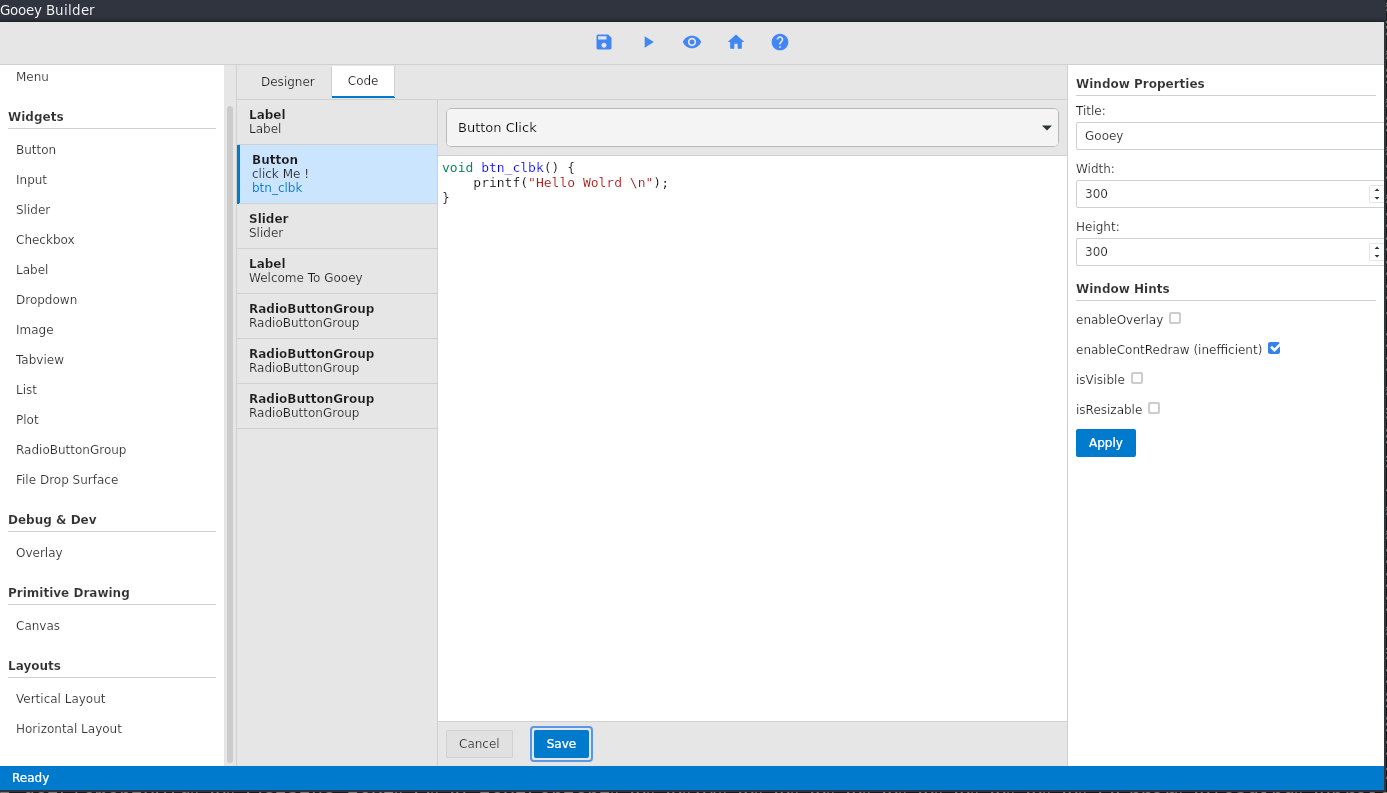 Gooey Builder
Menu
Widgets
Button
Input
Slider
Checkbox
Label
Dropdown
Image
Tabview
List
Plot
RadioButtonGroup
File Drop Surface
Debug & Dev
Overlay
Primitive Drawing
Canvas
Layouts
Vertical Layout
Horizontal Layout
Designer
Code
Label
Label
Button
click Me !
btn_clbk
Slider
Slider
Label
Welcome To Gooey
RadioButtonGroup
RadioButtonGroup
RadioButtonGroup
RadioButtonGroup
RadioButtonGroup
RadioButtonGroup
Button Click
void btn_clbk() {
    printf("Hello Wolrd \n");
}
Cancel
Save
Window Properties
Title:
Gooey
Width:
300
Height:
300
Window Hints
enableOverlay
enableContRedraw (inefficient)
isVisible
isResizable
Apply
Ready